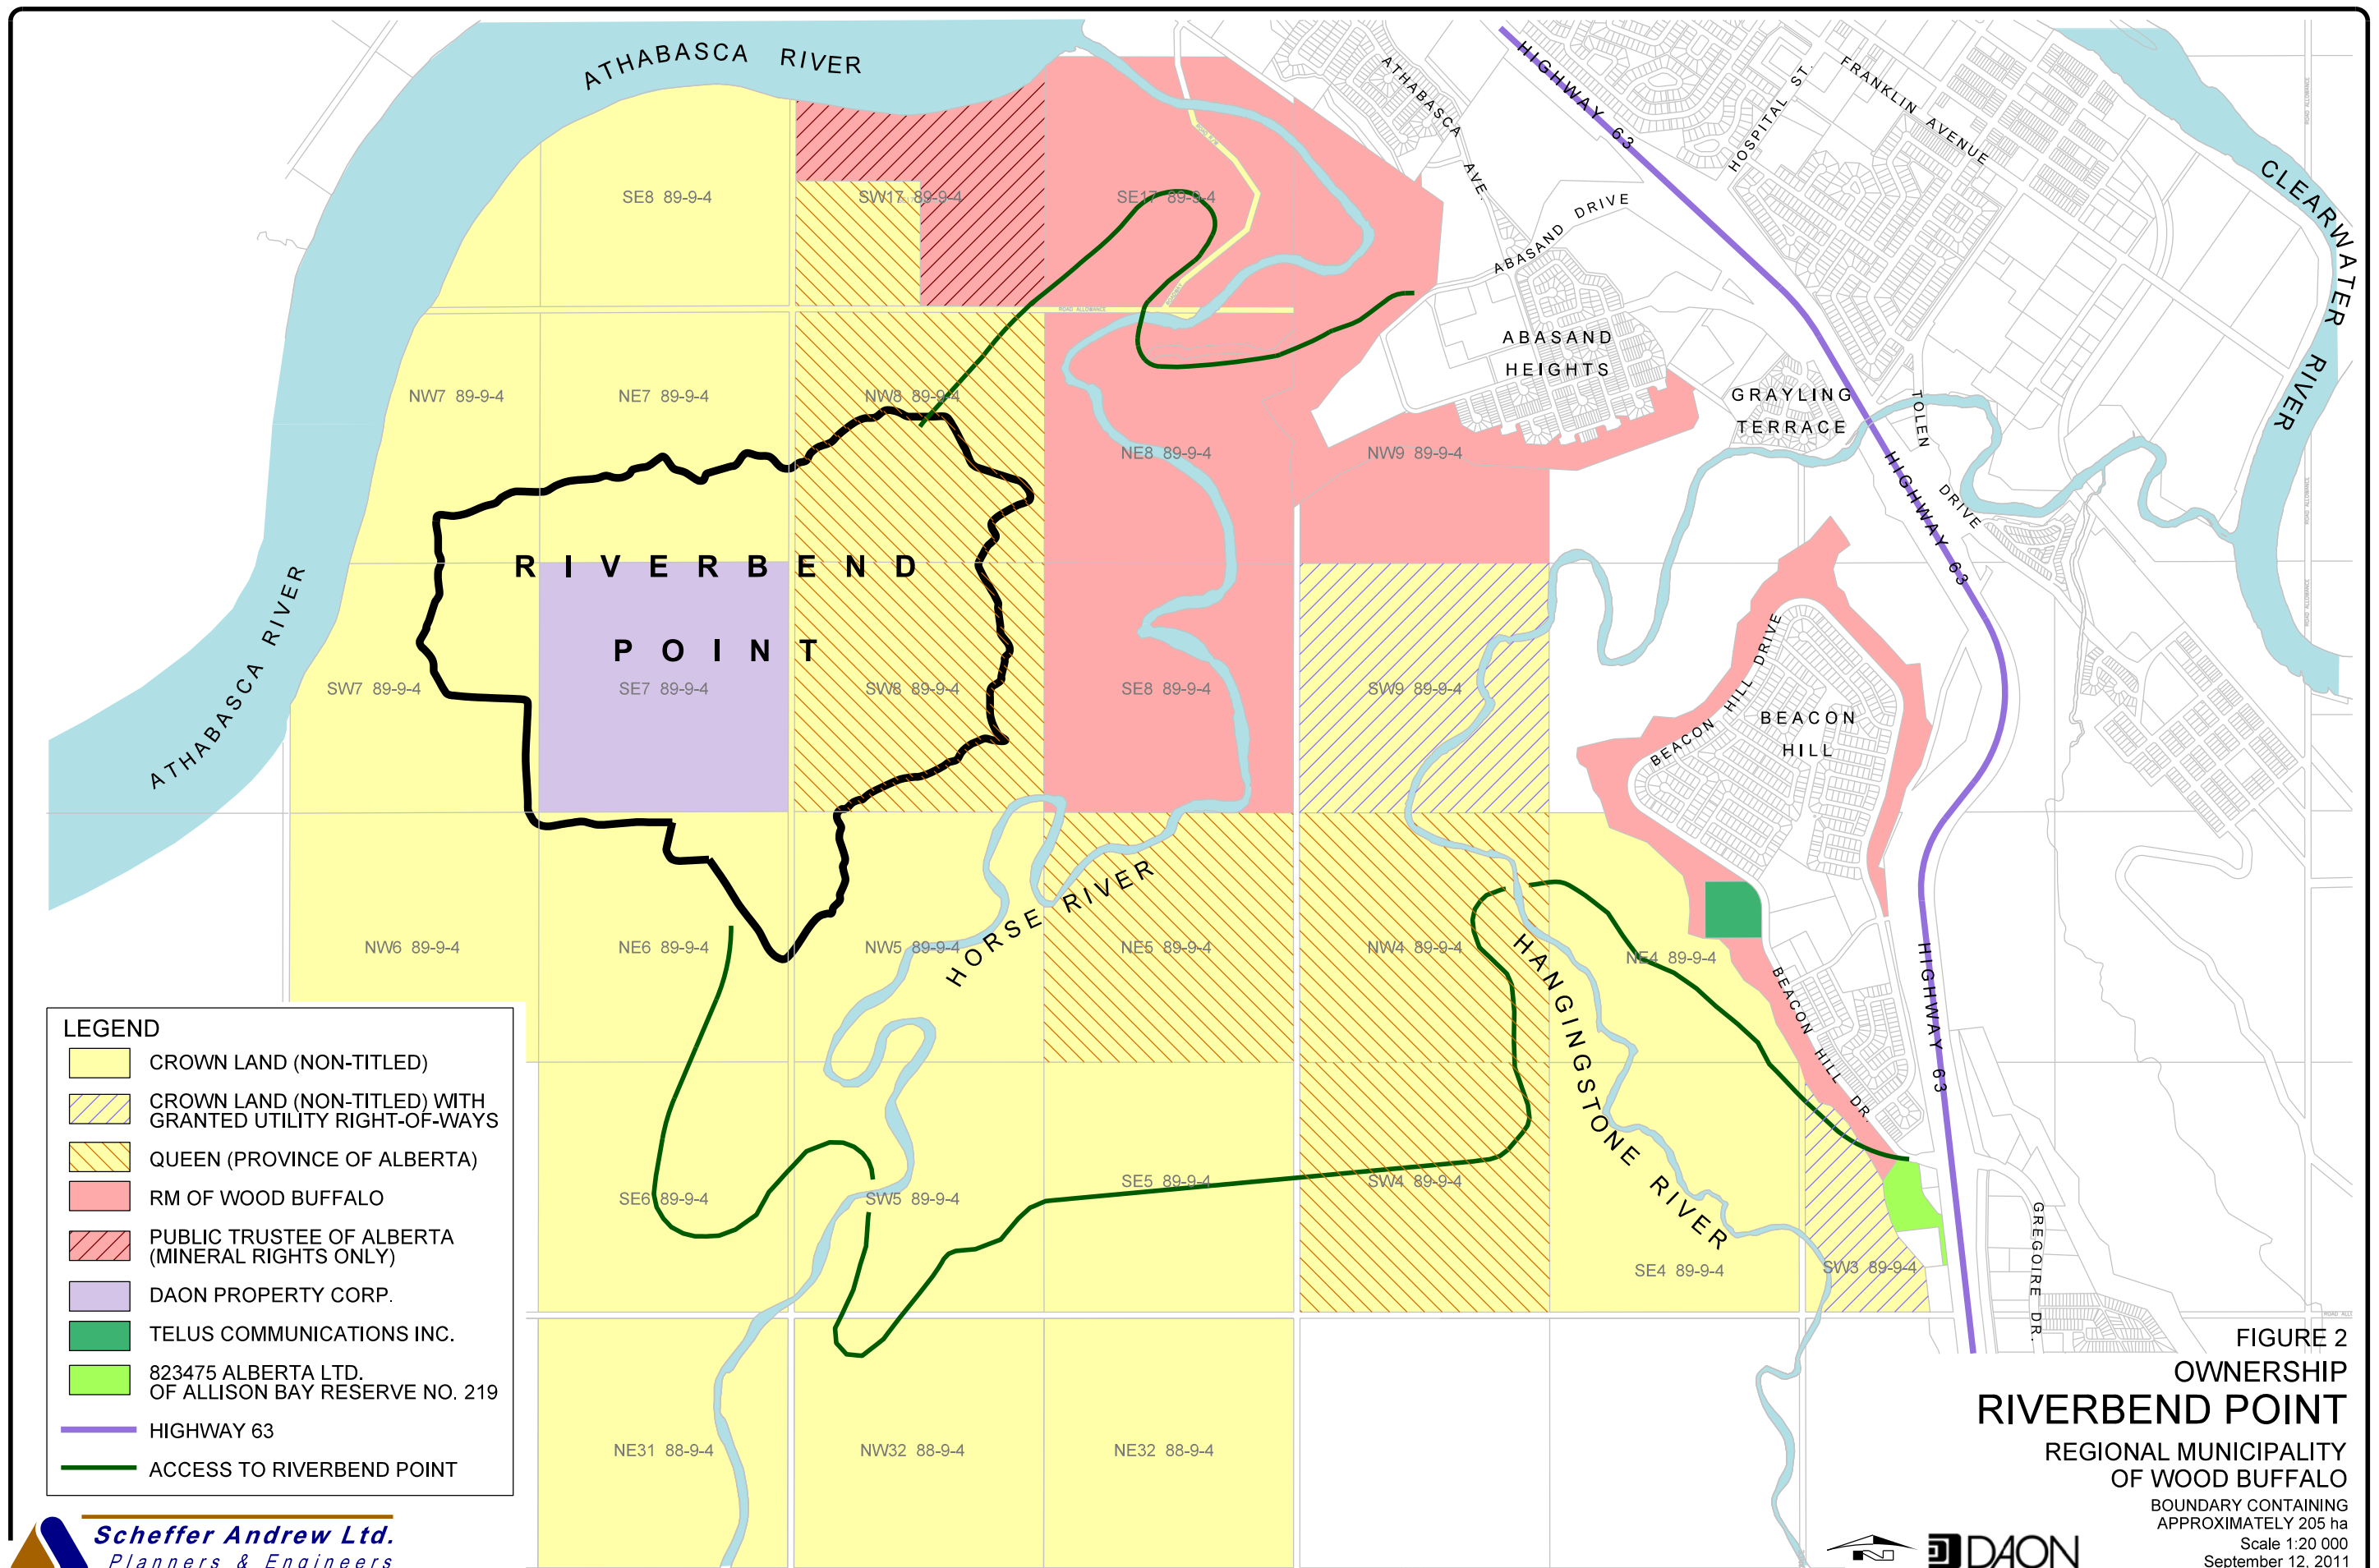 ATHABASCA RIVER
ATHABASCA AVE.
HIGHWAY 63
HOSPITAL ST.
FRANKLIN AVENUE
CLEARWATER RIVER
SE8 89-9-4
SW17 89-9-4
SE17 89-9-4
ABASAND DRIVE
ROAD ALLOWANCE
ROAD ALLOWANCE
ROAD ALLOWANCE
ROAD ALLOWANCE
ABASAND
HEIGHTS
NW7 89-9-4
NE7 89-9-4
NW8 89-9-4
NE8 89-9-4
NW9 89-9-4
GRAYLING
TERRACE
TOLEN DRIVE
HIGHWAY 63
RIVERBEND
POINT
ATHABASCA RIVER
SW7 89-9-4
SE7 89-9-4
SW8 89-9-4
SE8 89-9-4
SW9 89-9-4
BEACON HILL DRIVE
BEACON
HILL
HORSE RIVER
NW6 89-9-4
NE6 89-9-4
NW5 89-9-4
NE5 89-9-4
NW4 89-9-4
NE4 89-9-4
HANGINGSTONE RIVER
BEACON HILL DR.
HIGHWAY 63
SE6 89-9-4
SW5 89-9-4
SE5 89-9-4
SW4 89-9-4
SE4 89-9-4
SW3 89-9-4
GREGOIRE DR.
ROAD ALL
NE31 88-9-4
NW32 88-9-4
NE32 88-9-4
LEGEND
CROWN LAND (NON-TITLED)
CROWN LAND (NON-TITLED) WITH
GRANTED UTILITY RIGHT-OF-WAYS
QUEEN (PROVINCE OF ALBERTA)
RM OF WOOD BUFFALO
PUBLIC TRUSTEE OF ALBERTA
(MINERAL RIGHTS ONLY)
DAON PROPERTY CORP.
TELUS COMMUNICATIONS INC.
823475 ALBERTA LTD.
OF ALLISON BAY RESERVE NO. 219
HIGHWAY 63
ACCESS TO RIVERBEND POINT
Scheffer Andrew Ltd.
Planners & Engineers
FIGURE 2
OWNERSHIP
RIVERBEND POINT
REGIONAL MUNICIPALITY
OF WOOD BUFFALO
BOUNDARY CONTAINING
APPROXIMATELY 205 ha
Scale 1:20 000
September 12, 2011
N
DAON